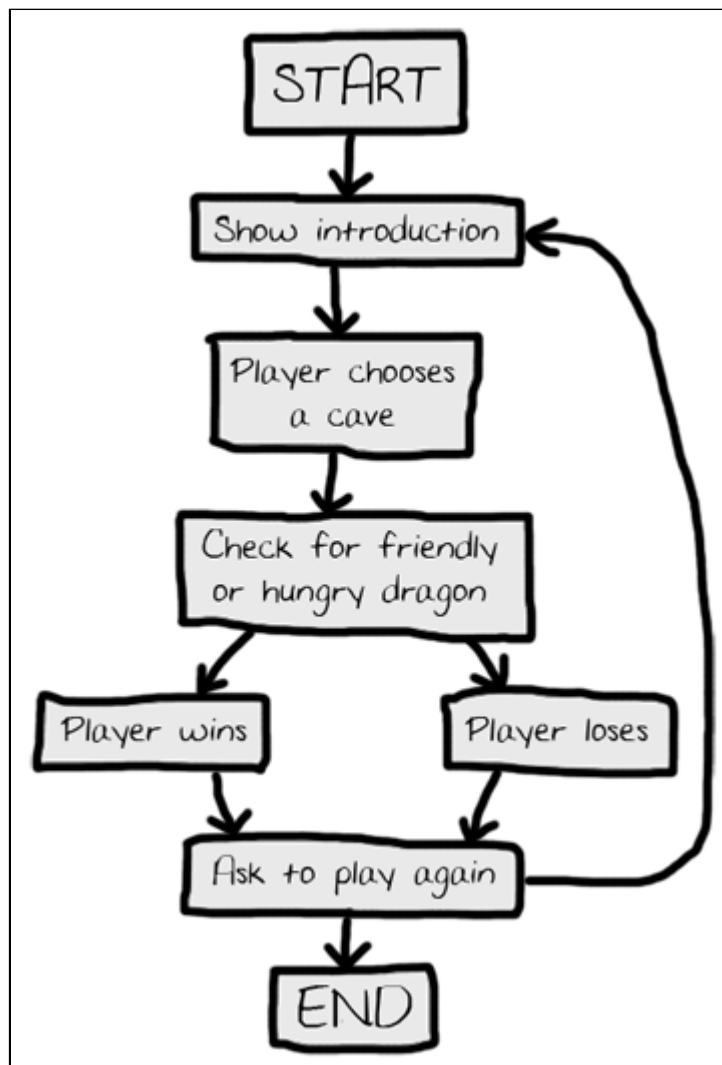 START
Show introduction
Player chooses
a cave
Check for friendly
or hungry dragon
Player wins
Player loses
Ask to play again
END